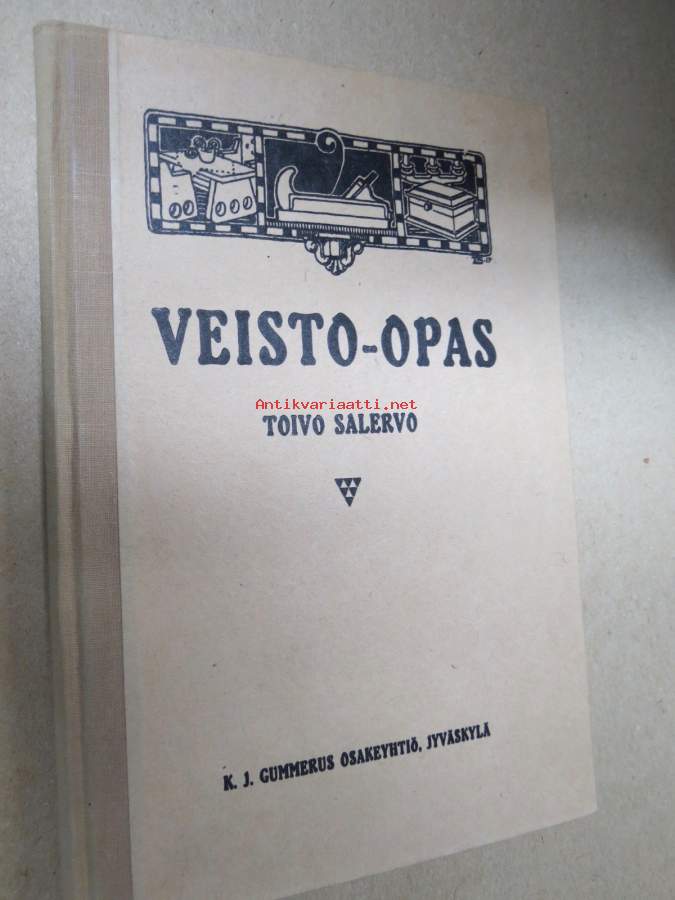 VEISTO-OPAS
Antikvariaatti.net
TOIVO SALERVO
K. J. GUMMERUS OSAKEYHTIÖ, JYVÄSKYLÄ